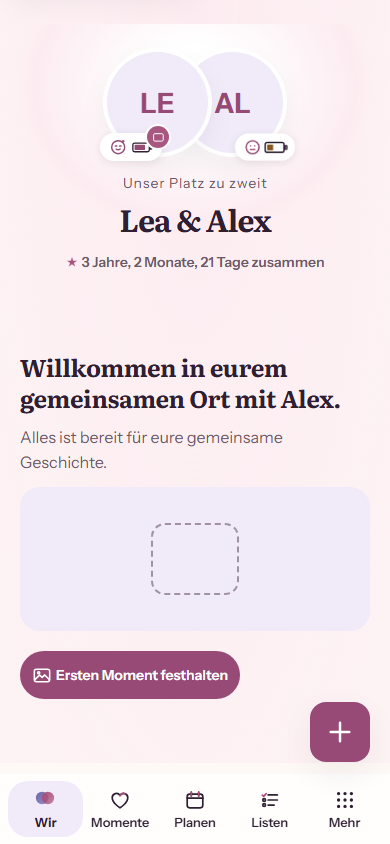 LE
AL
Unser Platz zu zweit
Lea & Alex
★ 3 Jahre, 2 Monate, 21 Tage zusammen
Willkommen in eurem
gemeinsamen Ort mit Alex.
Alles ist bereit für eure gemeinsame
Geschichte.
Ersten Moment festhalten
Wir
Momente
Planen
Listen
Mehr